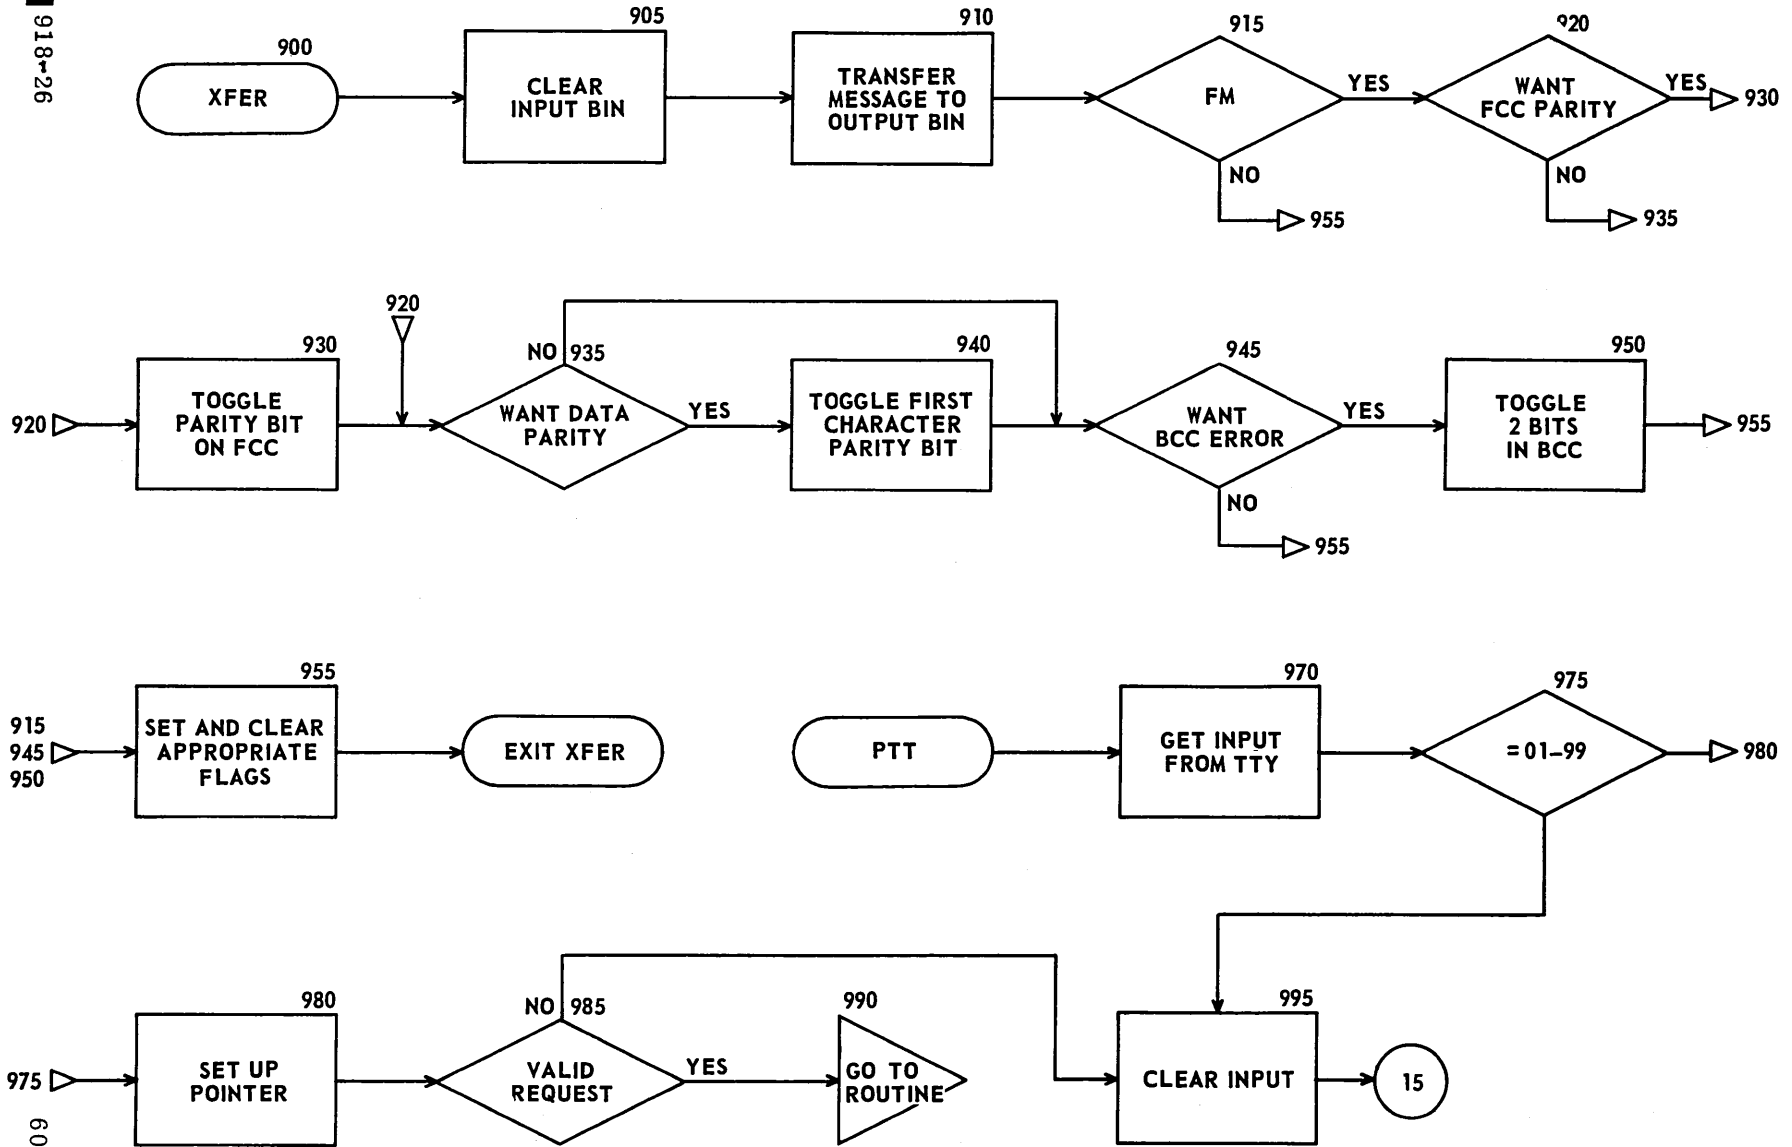 918-26
900
XFER
905
CLEAR
INPUT BIN
910
TRANSFER
MESSAGE TO
OUTPUT BIN
915
FM
YES
NO
955
920
WANT
FCC PARITY
YES
930
NO
935
920
930
TOGGLE
PARITY BIT
ON FCC
920
NO
935
WANT DATA
PARITY
YES
940
TOGGLE FIRST
CHARACTER
PARITY BIT
945
WANT
BCC ERROR
YES
NO
955
950
TOGGLE
2 BITS
IN BCC
955
915
945
950
955
SET AND CLEAR
APPROPRIATE
FLAGS
EXIT XFER
PTT
970
GET INPUT
FROM TTY
975
=01-99
980
975
980
SET UP
POINTER
NO
985
VALID
REQUEST
YES
990
GO TO
ROUTINE
995
CLEAR INPUT
15
60